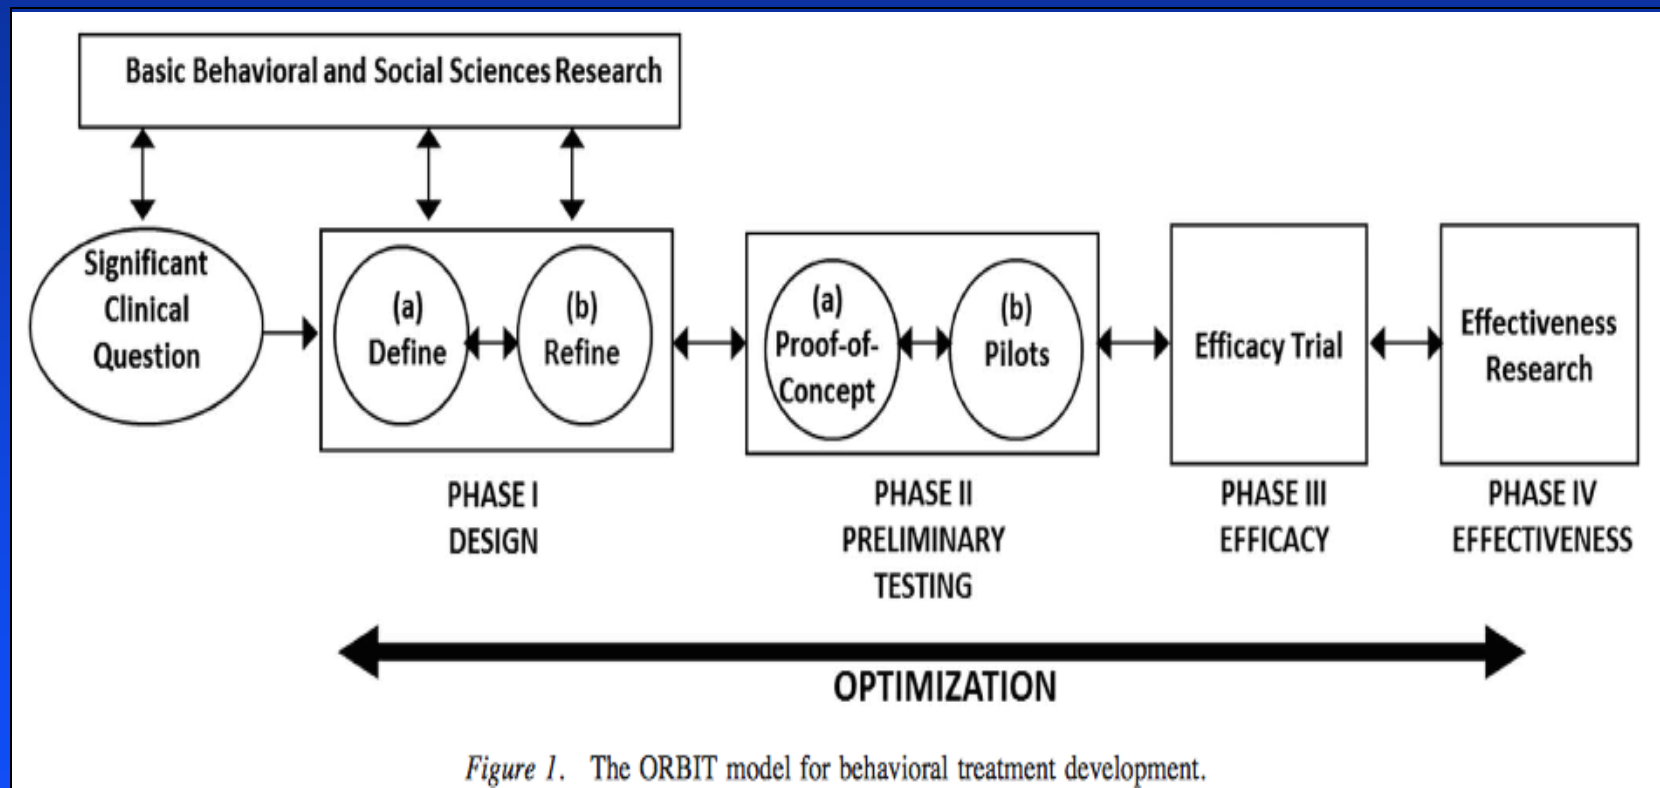 Basic Behavioral and Social Sciences Research
Significant
Clinical
Question
(a)
Define
(b)
Refine
(a)
Proof-of-
Concept
(b)
Pilots
Efficacy Trial
Effectiveness
Research
PHASE I
DESIGN
PHASE II
PRELIMINARY
TESTING
PHASE III
EFFICACY
PHASE IV
EFFECTIVENESS
OPTIMIZATION
Figure 1. The ORBIT model for behavioral treatment development.